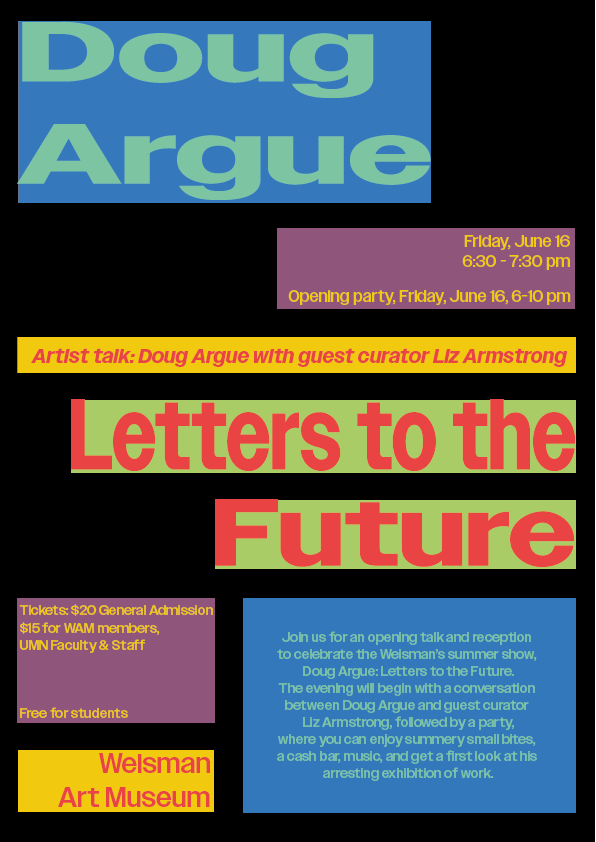 Doug
Argue
Friday, June 16
6:30 - 7:30 pm
Opening party, Friday, June 16, 6-10 pm
Artist talk: Doug Argue with guest curator Liz Armstrong
Letters to the
Future
Tickets: $20 General Admission
$15 for WAM members,
UMN Faculty & Staff
Free for students
Weisman
Art Museum
Join us for an opening talk and reception
to celebrate the Weisman's summer show,
Doug Argue: Letters to the Future.
The evening will begin with a conversation
between Doug Argue and guest curator
Liz Armstrong, followed by a party,
where you can enjoy summery small bites,
a cash bar, music, and get a first look at his
arresting exhibition of work.